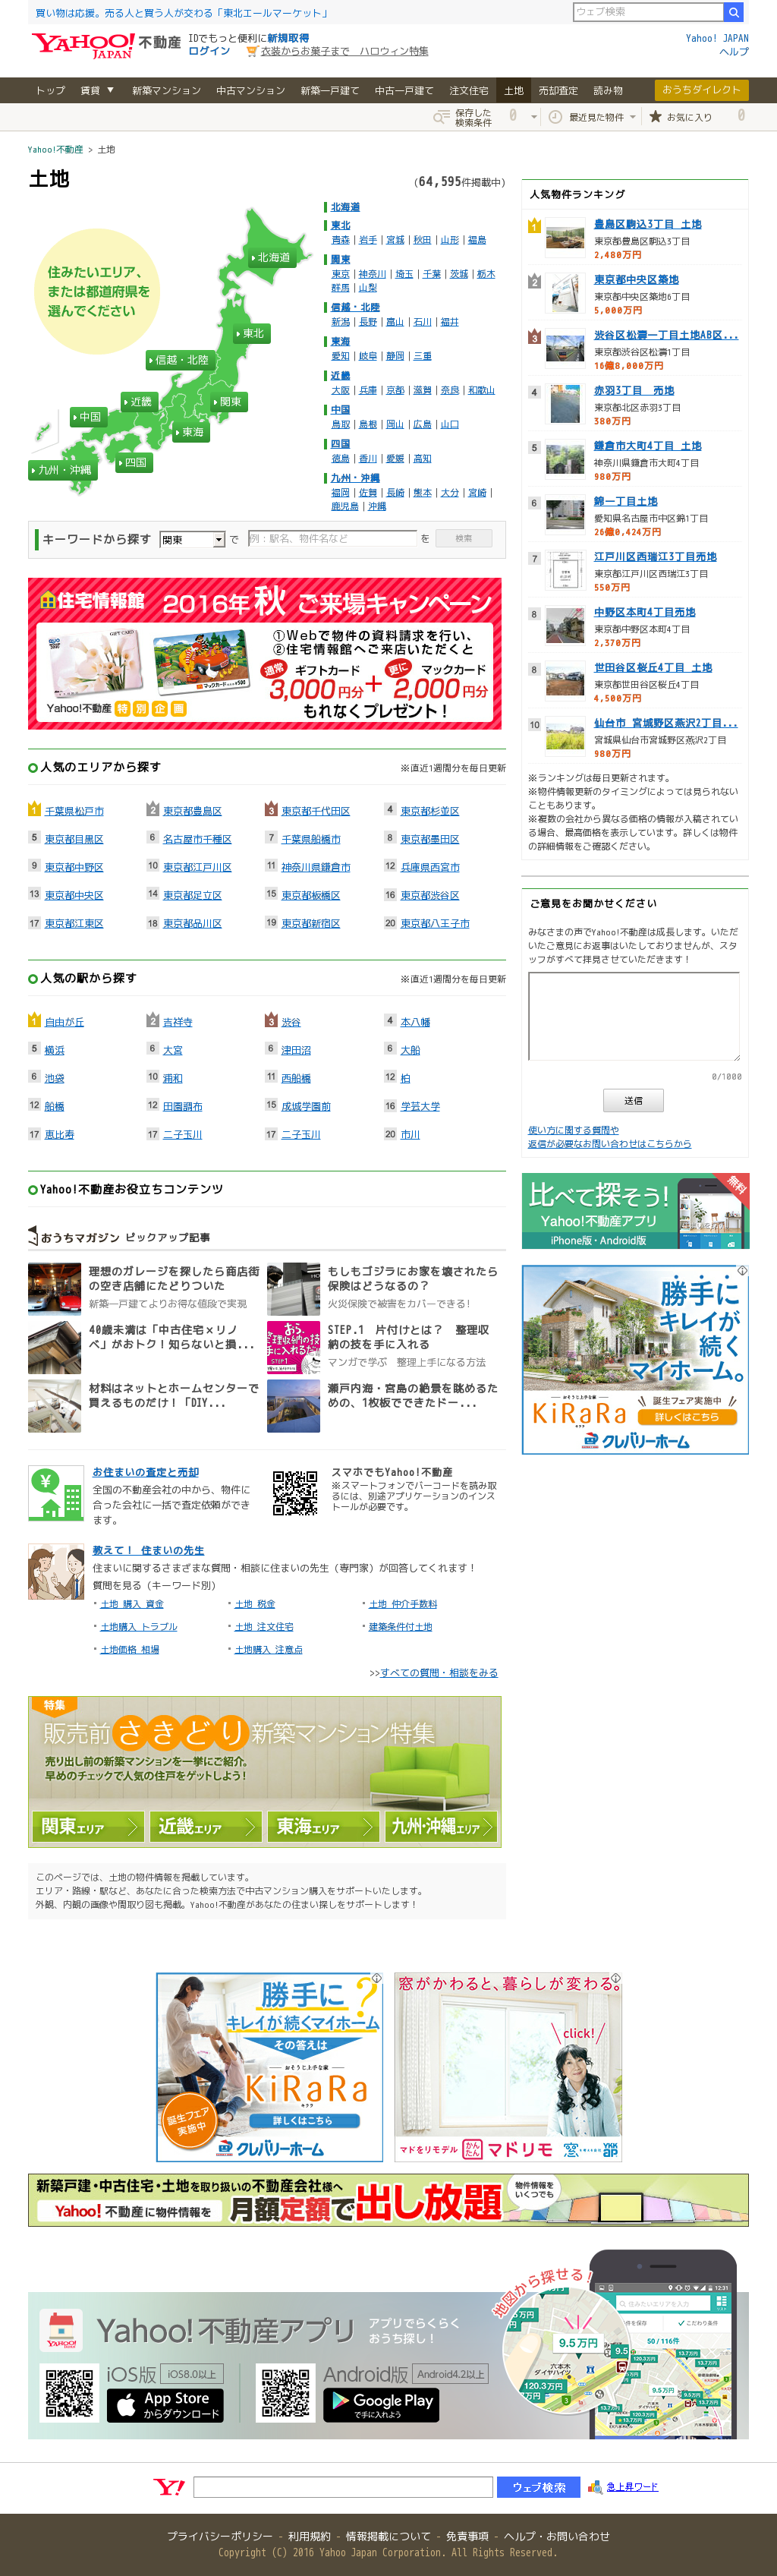 買い物は応援。売る人と買う人が交わる「東北エールマーケット」
ウェブ検索
YAHOO! JAPAN 不動産
IDでもっと便利に新規取得
ログイン 衣装からお菓子まで ハロウィン特集
Yahoo! JAPAN
ヘルプ
トップ 賃貸 ▼ 新築マンション 中古マンション 新築一戸建て 中古一戸建て 注文住宅 土地 売却査定 読み物 おうちダイレクト
保存した検索条件 0 最近見た物件 お気に入り 0
Yahoo!不動産 > 土地
土地
(64,595件掲載中)
住みたいエリア、
または都道府県を
選んでください
北海道
東北
信越・北陸
近畿
関東
中国
東海
四国
九州・沖縄
北海道
東北
青森 | 岩手 | 宮城 | 秋田 | 山形 | 福島
関東
東京 | 神奈川 | 埼玉 | 千葉 | 茨城 | 栃木
群馬 | 山梨
信越・北陸
新潟 | 長野 | 富山 | 石川 | 福井
東海
愛知 | 岐阜 | 静岡 | 三重
近畿
大阪 | 兵庫 | 京都 | 滋賀 | 奈良 | 和歌山
中国
鳥取 | 島根 | 岡山 | 広島 | 山口
四国
徳島 | 香川 | 愛媛 | 高知
九州・沖縄
福岡 | 佐賀 | 長崎 | 熊本 | 大分 | 宮崎 |
鹿児島 | 沖縄
キーワードから探す 関東 で 例：駅名、物件名など を 検索
住宅情報館 2016年秋 ご来場キャンペーン
①Webで物件の資料請求を行い、
②住宅情報館へご来店いただくと
通常 ギフトカード 3,000円分 + 更に マックカード 2,000円分
もれなくプレゼント!
Yahoo!不動産 特別企画
人気のエリアから探す
※直近1週間分を毎日更新
1 千葉県松戸市 2 東京都豊島区 3 東京都千代田区 4 東京都杉並区
5 東京都目黒区 6 名古屋市千種区 7 千葉県船橋市 8 東京都墨田区
9 東京都中野区 10 東京都江戸川区 11 神奈川県鎌倉市 12 兵庫県西宮市
13 東京都中央区 14 東京都足立区 15 東京都板橋区 16 東京都渋谷区
17 東京都江東区 18 東京都品川区 19 東京都新宿区 20 東京都八王子市
人気の駅から探す
※直近1週間分を毎日更新
1 自由が丘 2 吉祥寺 3 渋谷 4 本八幡
5 横浜 6 大宮 6 津田沼 6 大船
6 池袋 10 浦和 11 西船橋 12 柏
12 船橋 12 田園調布 15 成城学園前 16 学芸大学
17 恵比寿 17 二子玉川 17 二子玉川 20 市川
Yahoo!不動産お役立ちコンテンツ
おうちマガジン ピックアップ記事
理想のガレージを探したら商店街の空き店舗にたどりついた
新築一戸建てよりお得な値段で実現
もしもゴジラにお家を壊されたら保険はどうなるの？
火災保険で被害をカバーできる!
40歳未満は「中古住宅×リノベ」がおトク！知らないと損...
STEP.1 片付けとは？ 整理収納の技を手に入れる
マンガで学ぶ 整理上手になる方法
材料はネットとホームセンターで買えるものだけ！「DIY...
瀬戸内海・宮島の絶景を眺めるための、1枚板でできたドー...
お住まいの査定と売却
全国の不動産会社の中から、物件に合った会社に一括で査定依頼ができます。
スマホでもYahoo!不動産
※スマートフォンでバーコードを読み取るには、別途アプリケーションのインストールが必要です。
教えて！ 住まいの先生
住まいに関するさまざまな質問・相談に住まいの先生（専門家）が回答してくれます！
質問を見る（キーワード別）
土地 購入 資金 土地 税金 土地 仲介手数料
土地購入 トラブル 土地 注文住宅 建築条件付土地
土地価格 相場 土地購入 注意点
>>すべての質問・相談をみる
特集
販売前さきどり新築マンション特集
売り出し前の新築マンションを一挙にご紹介。
早めのチェックで人気の住戸をゲットしよう！
関東エリア 近畿エリア 東海エリア 九州・沖縄エリア
このページでは、土地の物件情報を掲載しています。
エリア・路線・駅など、あなたに合った検索方法で中古マンション購入をサポートいたします。
外観、内観の画像や間取り図も掲載。Yahoo!不動産があなたの住まい探しをサポートします！
人気物件ランキング
1 豊島区駒込3丁目 土地
東京都豊島区駒込3丁目
2,480万円
2 東京都中央区築地
東京都中央区築地6丁目
5,000万円
3 渋谷区松濤一丁目土地AB区...
東京都渋谷区松濤1丁目
16億8,000万円
4 赤羽3丁目 売地
東京都北区赤羽3丁目
380万円
5 鎌倉市大町4丁目 土地
神奈川県鎌倉市大町4丁目
980万円
6 錦一丁目土地
愛知県名古屋市中区錦1丁目
26億0,424万円
7 江戸川区西瑞江3丁目売地
東京都江戸川区西瑞江3丁目
550万円
8 中野区本町4丁目売地
東京都中野区本町4丁目
2,370万円
8 世田谷区桜丘4丁目 土地
東京都世田谷区桜丘4丁目
4,500万円
10 仙台市 宮城野区燕沢2丁目...
宮城県仙台市宮城野区燕沢2丁目
980万円
※ランキングは毎日更新されます。
※物件情報更新のタイミングによっては見られないこともあります。
※複数の会社から異なる価格の情報が入稿されている場合、最高価格を表示しています。詳しくは物件の詳細情報をご確認ください。
ご意見をお聞かせください
みなさまの声でYahoo!不動産は成長します。いただいたご意見にお返事はいたしておりませんが、スタッフがすべて拝見させていただきます！
0/1000
送信
使い方に関する質問や
返信が必要なお問い合わせはこちらから
比べて探そう!
Yahoo!不動産アプリ
iPhone版・Android版
無料
勝手にキレイが続くマイホーム。
KiRaRa
誕生フェア実施中
詳しくはこちら
クレバリーホーム
勝手に?キレイが続くマイホーム
その答えは
おそうじ上手な家
KiRaRa
誕生フェア実施中
詳しくはこちら
クレバリーホーム
窓がかわると、暮らしが変わる。
click!
マドをリモデル かんたん マドリモ 窓 YKK AP
新築戸建・中古住宅・土地を取り扱いの不動産会社様へ
Yahoo!不動産に物件情報を 月額定額で出し放題
物件情報をいくつでも
Yahoo!不動産アプリ
アプリでらくらく
おうち探し！
iOS版 iOS8.0以上
App Store からダウンロード
Android版 Android4.2以上
Google Play で手に入れよう
地図から探せる！
9.5万円
六本木
ダイヤハイツ
120.3万円
12:31
住みたいエリアを入力
こだわり条件
50/116件
ウェブ検索
急上昇ワード
プライバシーポリシー - 利用規約 - 情報掲載について - 免責事項 - ヘルプ・お問い合わせ
Copyright (C) 2016 Yahoo Japan Corporation. All Rights Reserved.